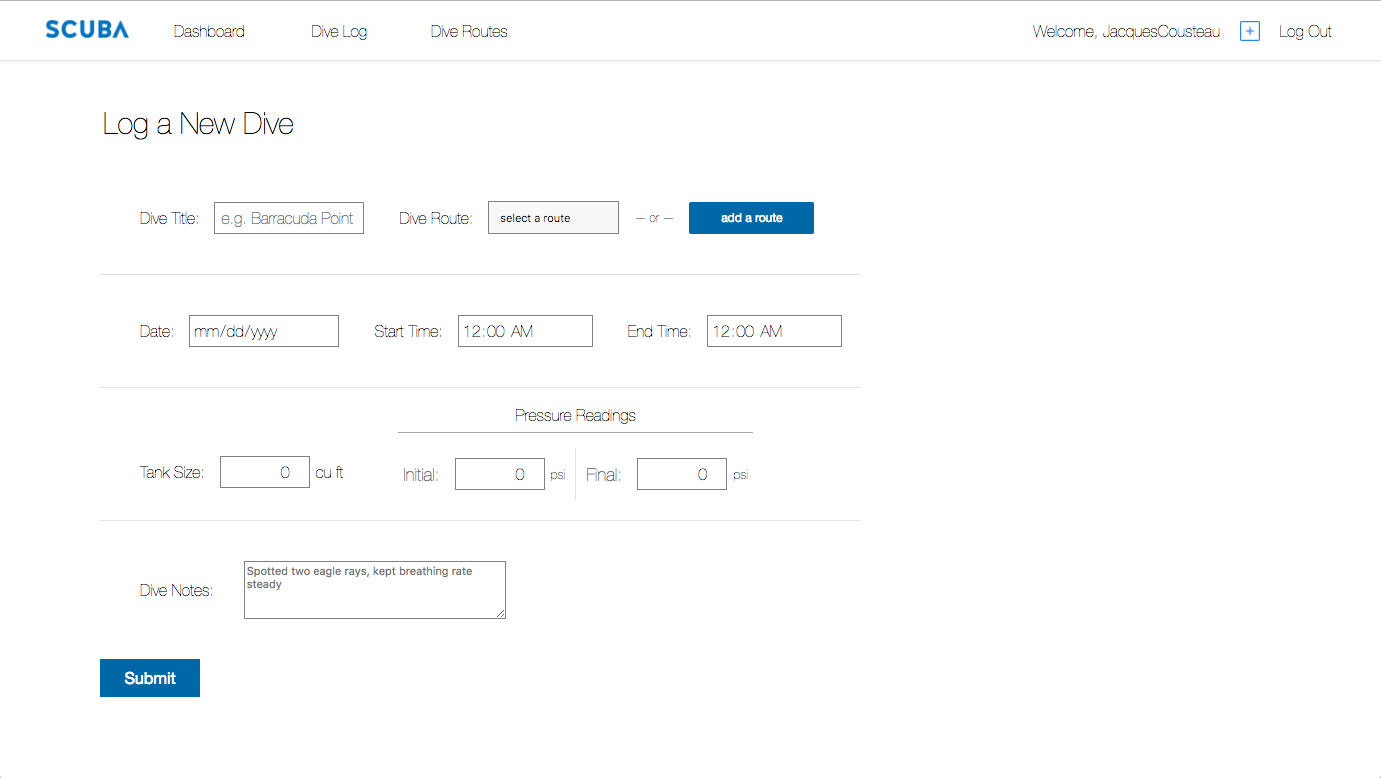 SCUBA Dashboard Dive Log Dive Routes Welcome, JacquesCousteau + Log Out
Log a New Dive
Dive Title: e.g. Barracuda Point Dive Route: select a route — or — add a route
Date: mm/dd/yyyy Start Time: 12:00 AM End Time: 12:00 AM
Pressure Readings
Tank Size: 0 cu ft Initial: 0 psi Final: 0 psi
Dive Notes: Spotted two eagle rays, kept breathing rate
steady
Submit